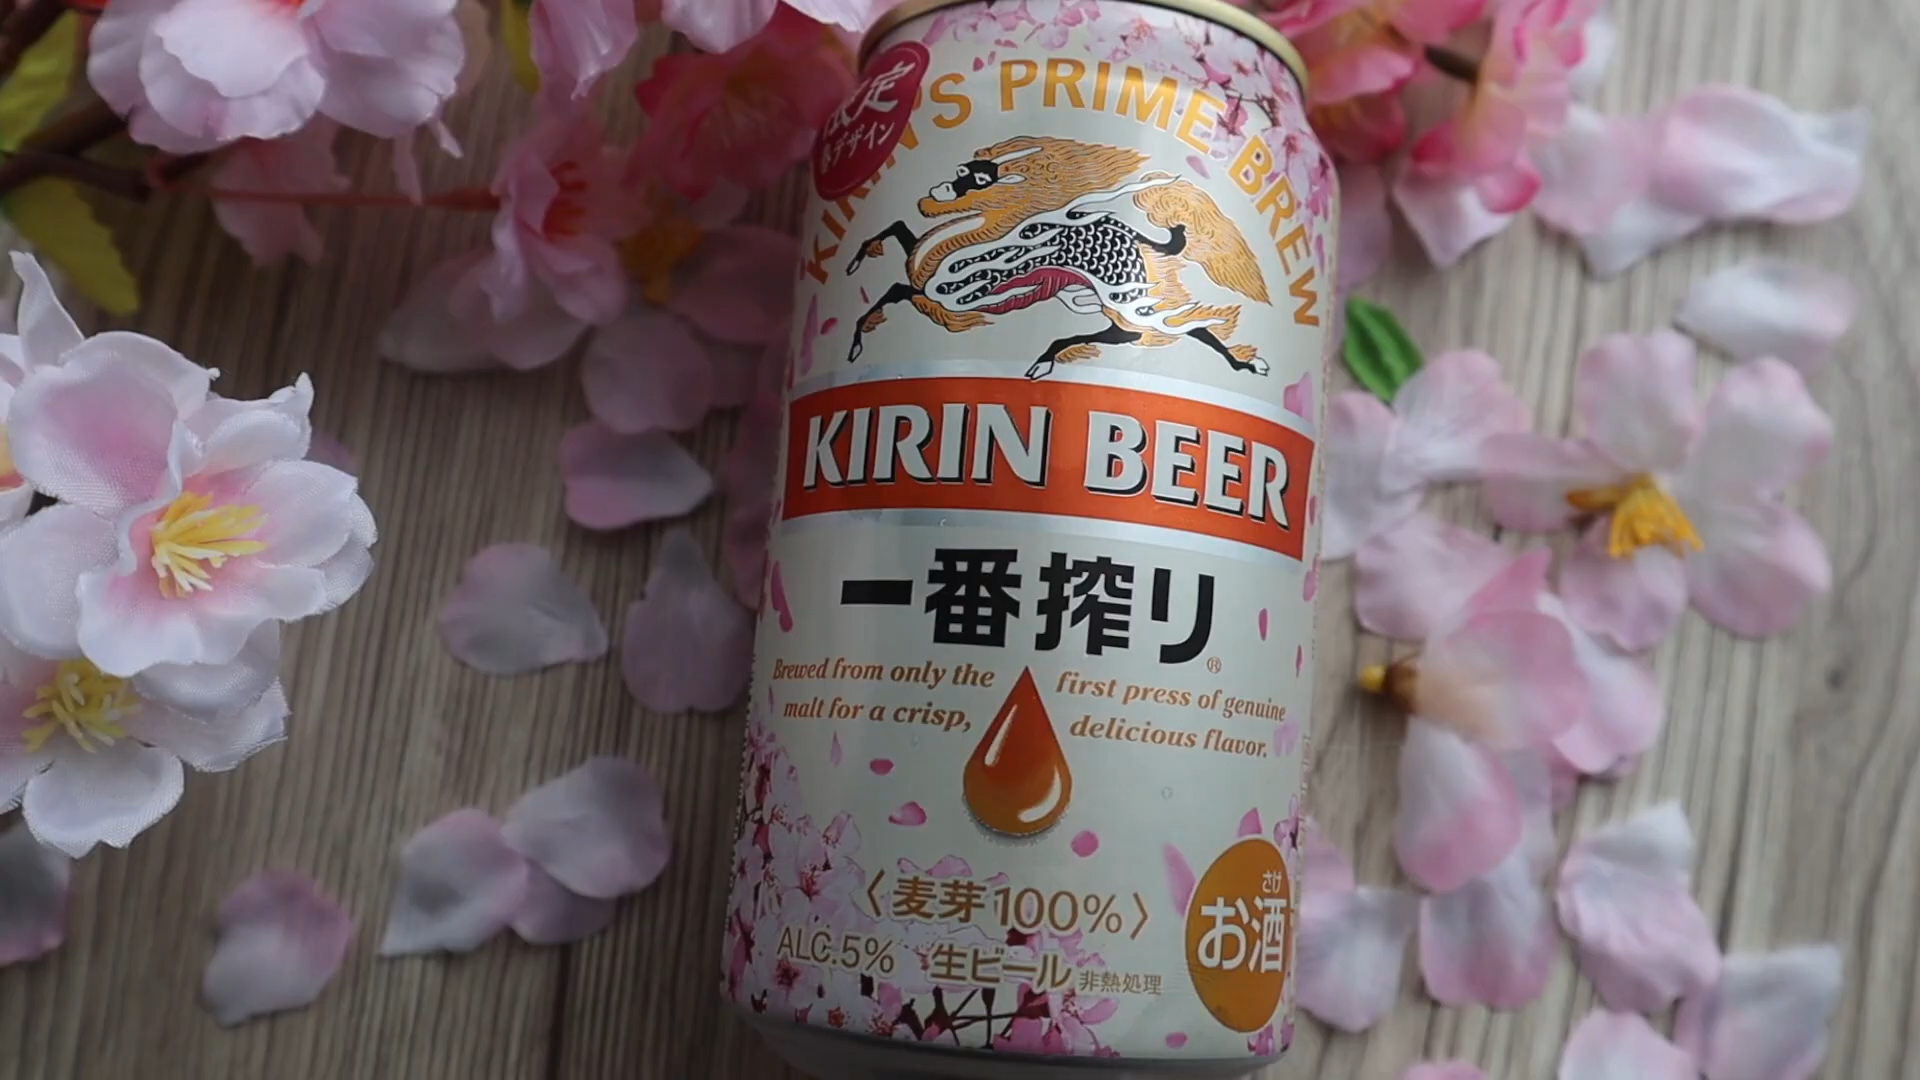 限定
春デザイン
KIRIN'S PRIME BREW
KIRIN BEER
一番搾り®
Brewed from only the first press of genuine
malt for a crisp, delicious flavor.
〈麦芽100%〉
ALC.5% 生ビール 非熱処理
さけ
お酒